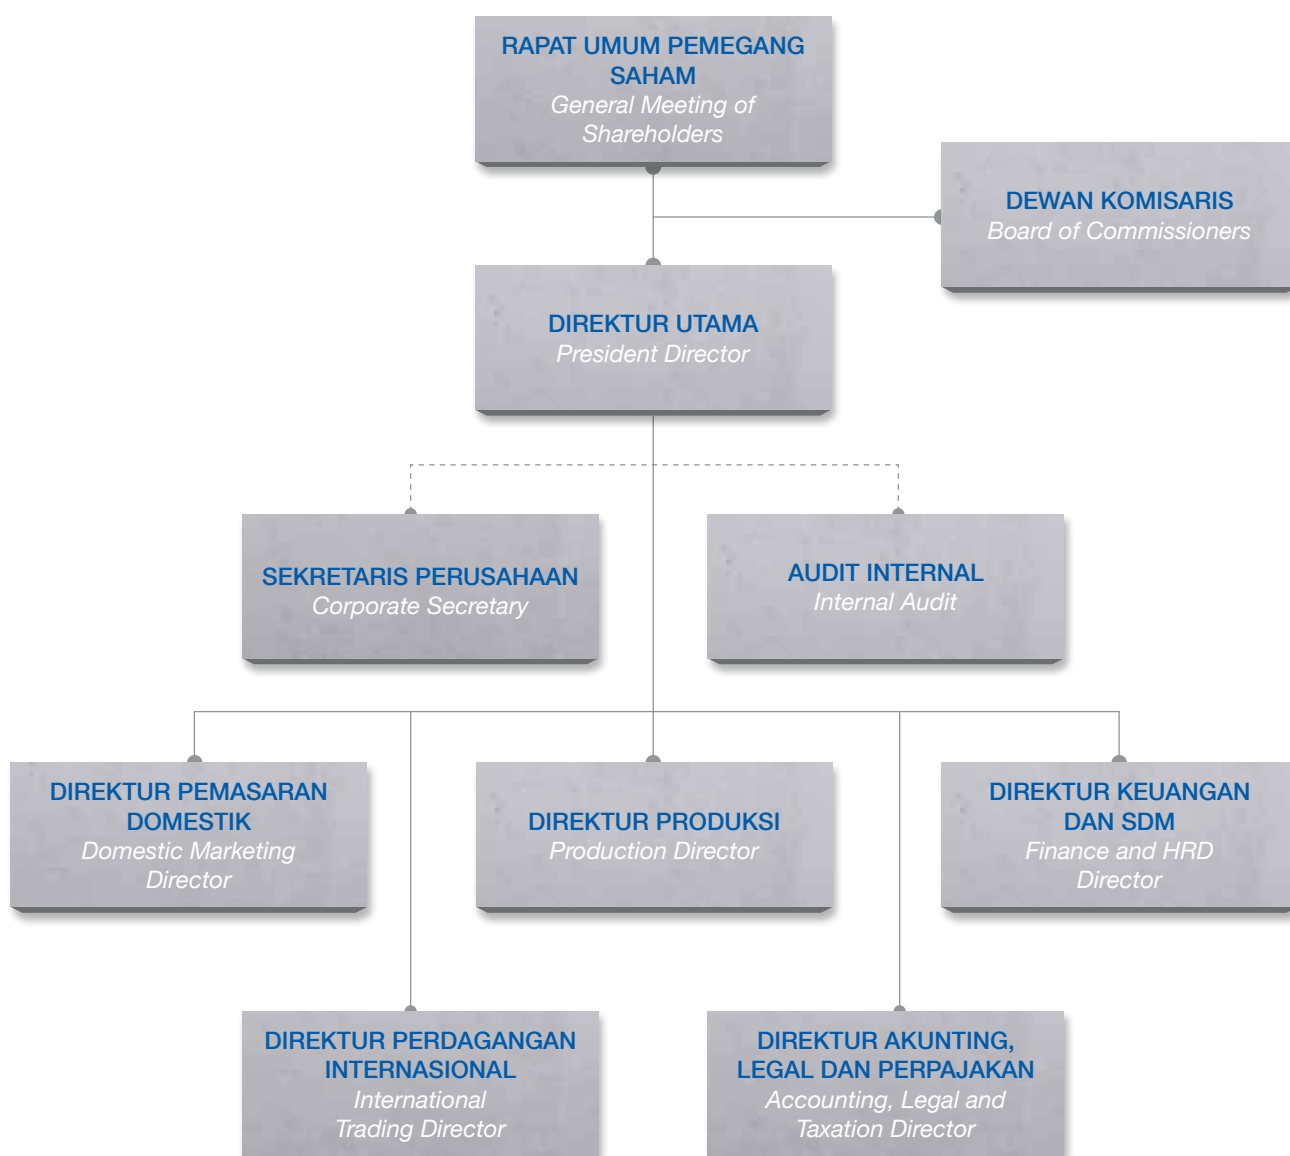 RAPAT UMUM PEMEGANG
SAHAM
General Meeting of
Shareholders
DEWAN KOMISARIS
Board of Commissioners
DIREKTUR UTAMA
President Director
SEKRETARIS PERUSAHAAN
Corporate Secretary
AUDIT INTERNAL
Internal Audit
DIREKTUR PEMASARAN
DOMESTIK
Domestic Marketing
Director
DIREKTUR PRODUKSI
Production Director
DIREKTUR KEUANGAN
DAN SDM
Finance and HRD
Director
DIREKTUR PERDAGANGAN
INTERNASIONAL
International
Trading Director
DIREKTUR AKUNTING,
LEGAL DAN PERPAJAKAN
Accounting, Legal and
Taxation Director